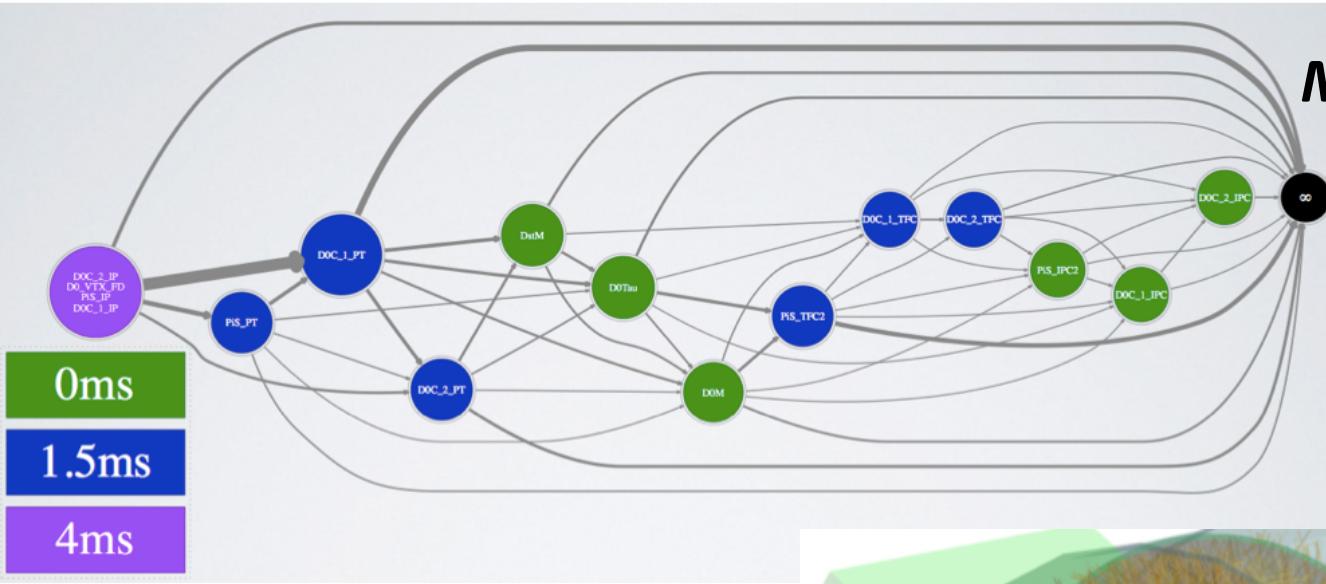 D0C_2_IP
D0_VTX_FD
PiS_IP
D0C_1_IP
PiS_PT
D0C_1_PT
D0C_2_PT
DstM
D0Tau
D0M
PiS_TFC2
D0C_1_TFC
D0C_2_TFC
PiS_IPC2
D0C_1_IPC
D0C_2_IPC
∞
0ms
1.5ms
4ms